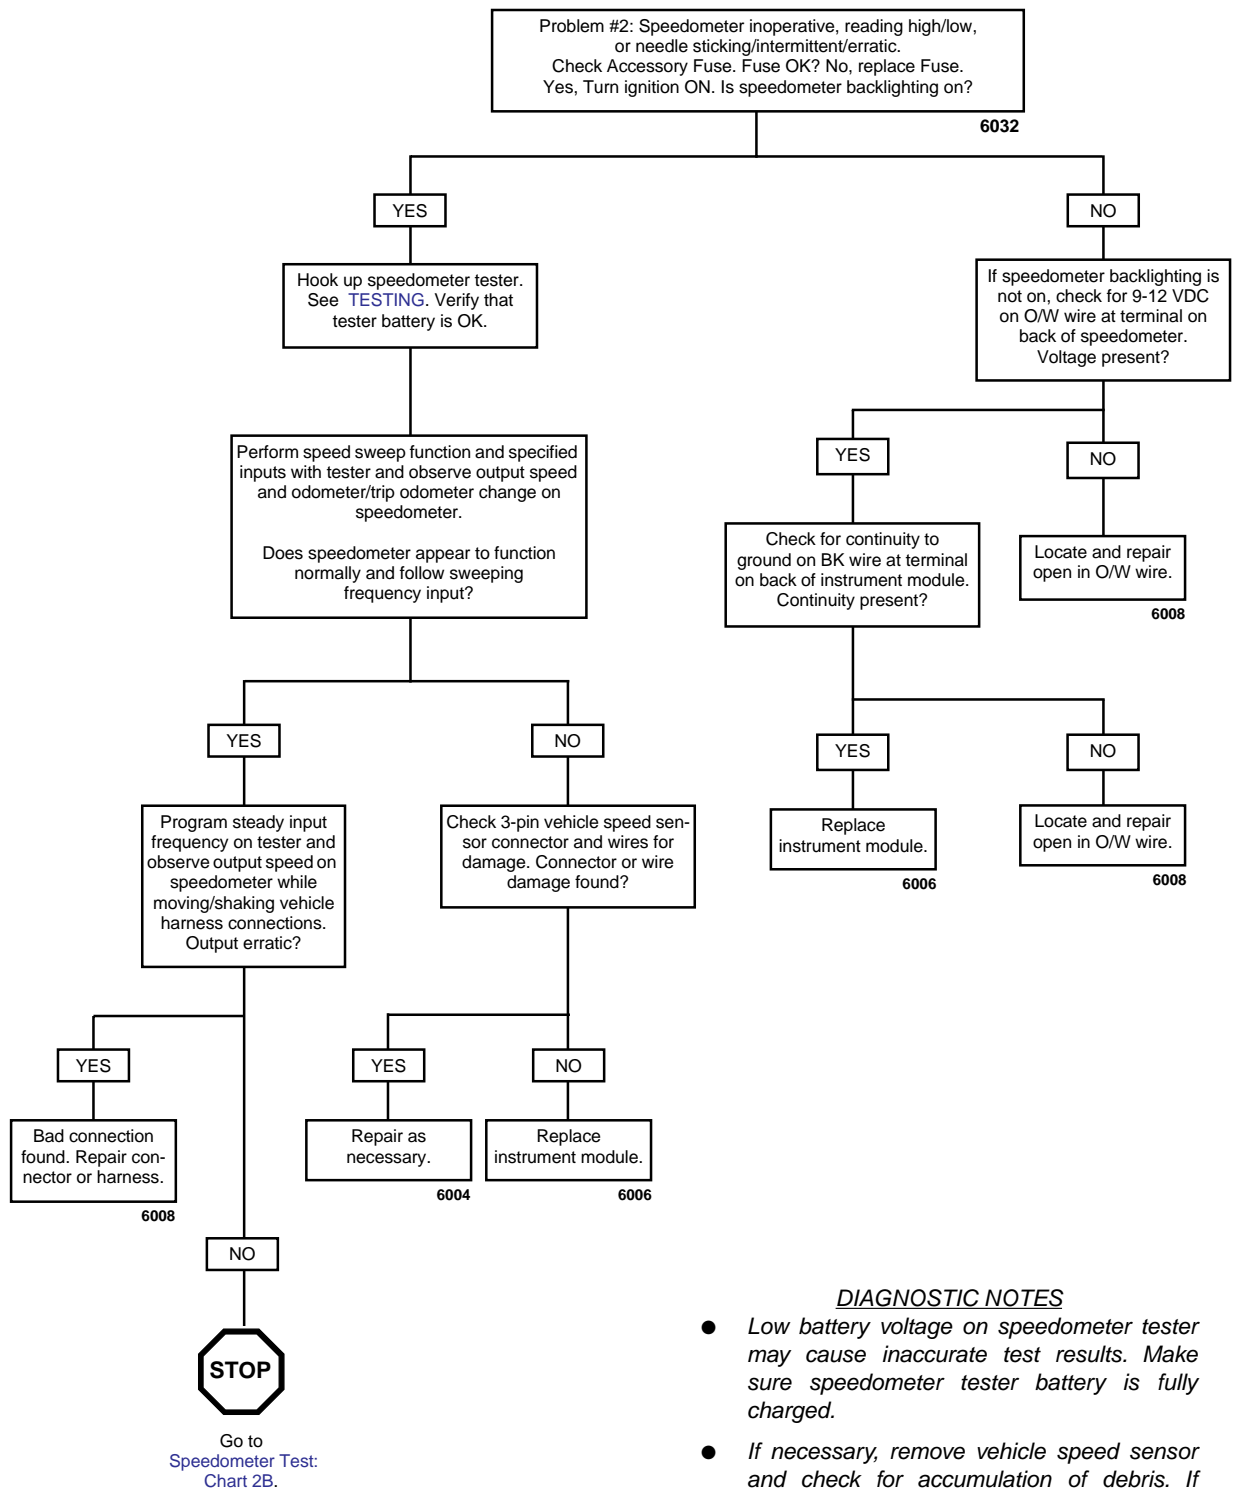 Problem #2: Speedometer inoperative, reading high/low,
or needle sticking/intermittent/erratic.
Check Accessory Fuse. Fuse OK? No, replace Fuse.
Yes, Turn ignition ON. Is speedometer backlighting on?
6032
YES
NO
Hook up speedometer tester.
See TESTING. Verify that
tester battery is OK.
If speedometer backlighting is
not on, check for 9-12 VDC
on O/W wire at terminal on
back of speedometer.
Voltage present?
Perform speed sweep function and specified
inputs with tester and observe output speed
and odometer/trip odometer change on
speedometer.
Does speedometer appear to function
normally and follow sweeping
frequency input?
YES
NO
Check for continuity to
ground on BK wire at terminal
on back of instrument module.
Continuity present?
Locate and repair
open in O/W wire.
6008
YES
NO
YES
NO
Program steady input
frequency on tester and
observe output speed on
speedometer while
moving/shaking vehicle
harness connections.
Output erratic?
Check 3-pin vehicle speed sen-
sor connector and wires for
damage. Connector or wire
damage found?
Replace
instrument module.
6006
Locate and repair
open in O/W wire.
6008
YES
YES
NO
Bad connection
found. Repair con-
nector or harness.
6008
Repair as
necessary.
6004
Replace
instrument module.
6006
NO
STOP
Go to
Speedometer Test:
Chart 2B.
DIAGNOSTIC NOTES
● Low battery voltage on speedometer tester
may cause inaccurate test results. Make
sure speedometer tester battery is fully
charged.
● If necessary, remove vehicle speed sensor
and check for accumulation of debris. If